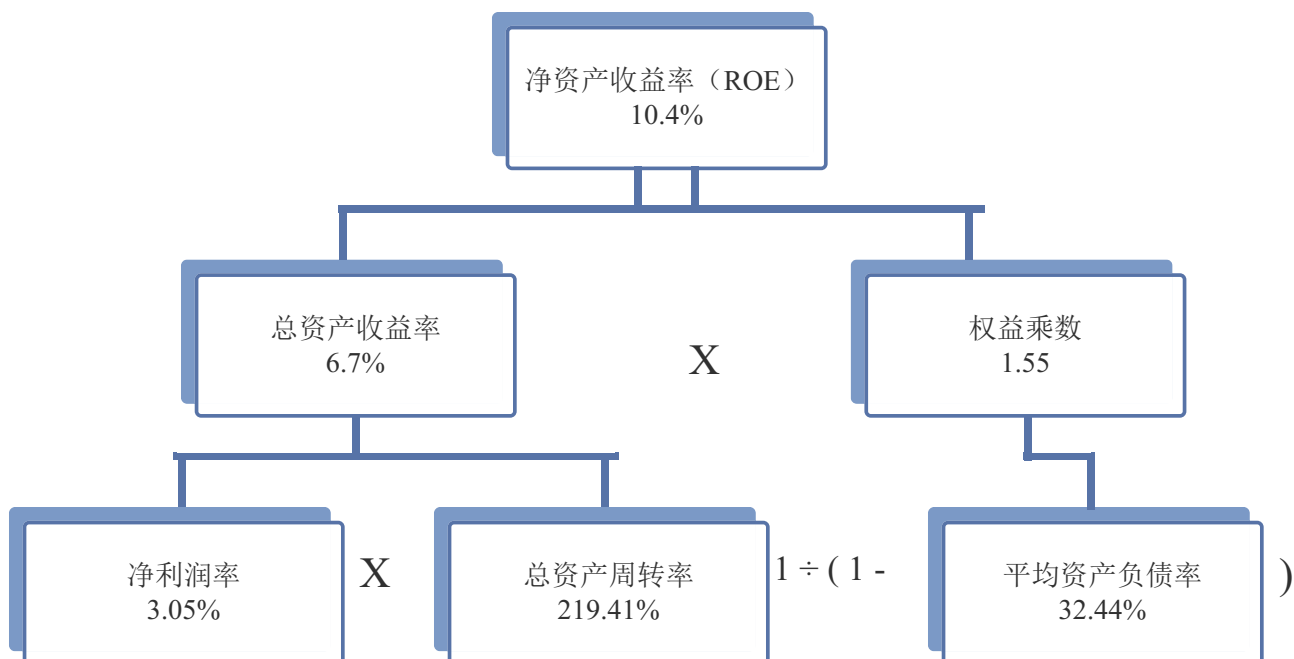 净资产收益率（ROE）
10.4%
总资产收益率
6.7%
X
权益乘数
1.55
净利润率
3.05%
X
总资产周转率
219.41%
1 ÷ ( 1 -
平均资产负债率
32.44%
)